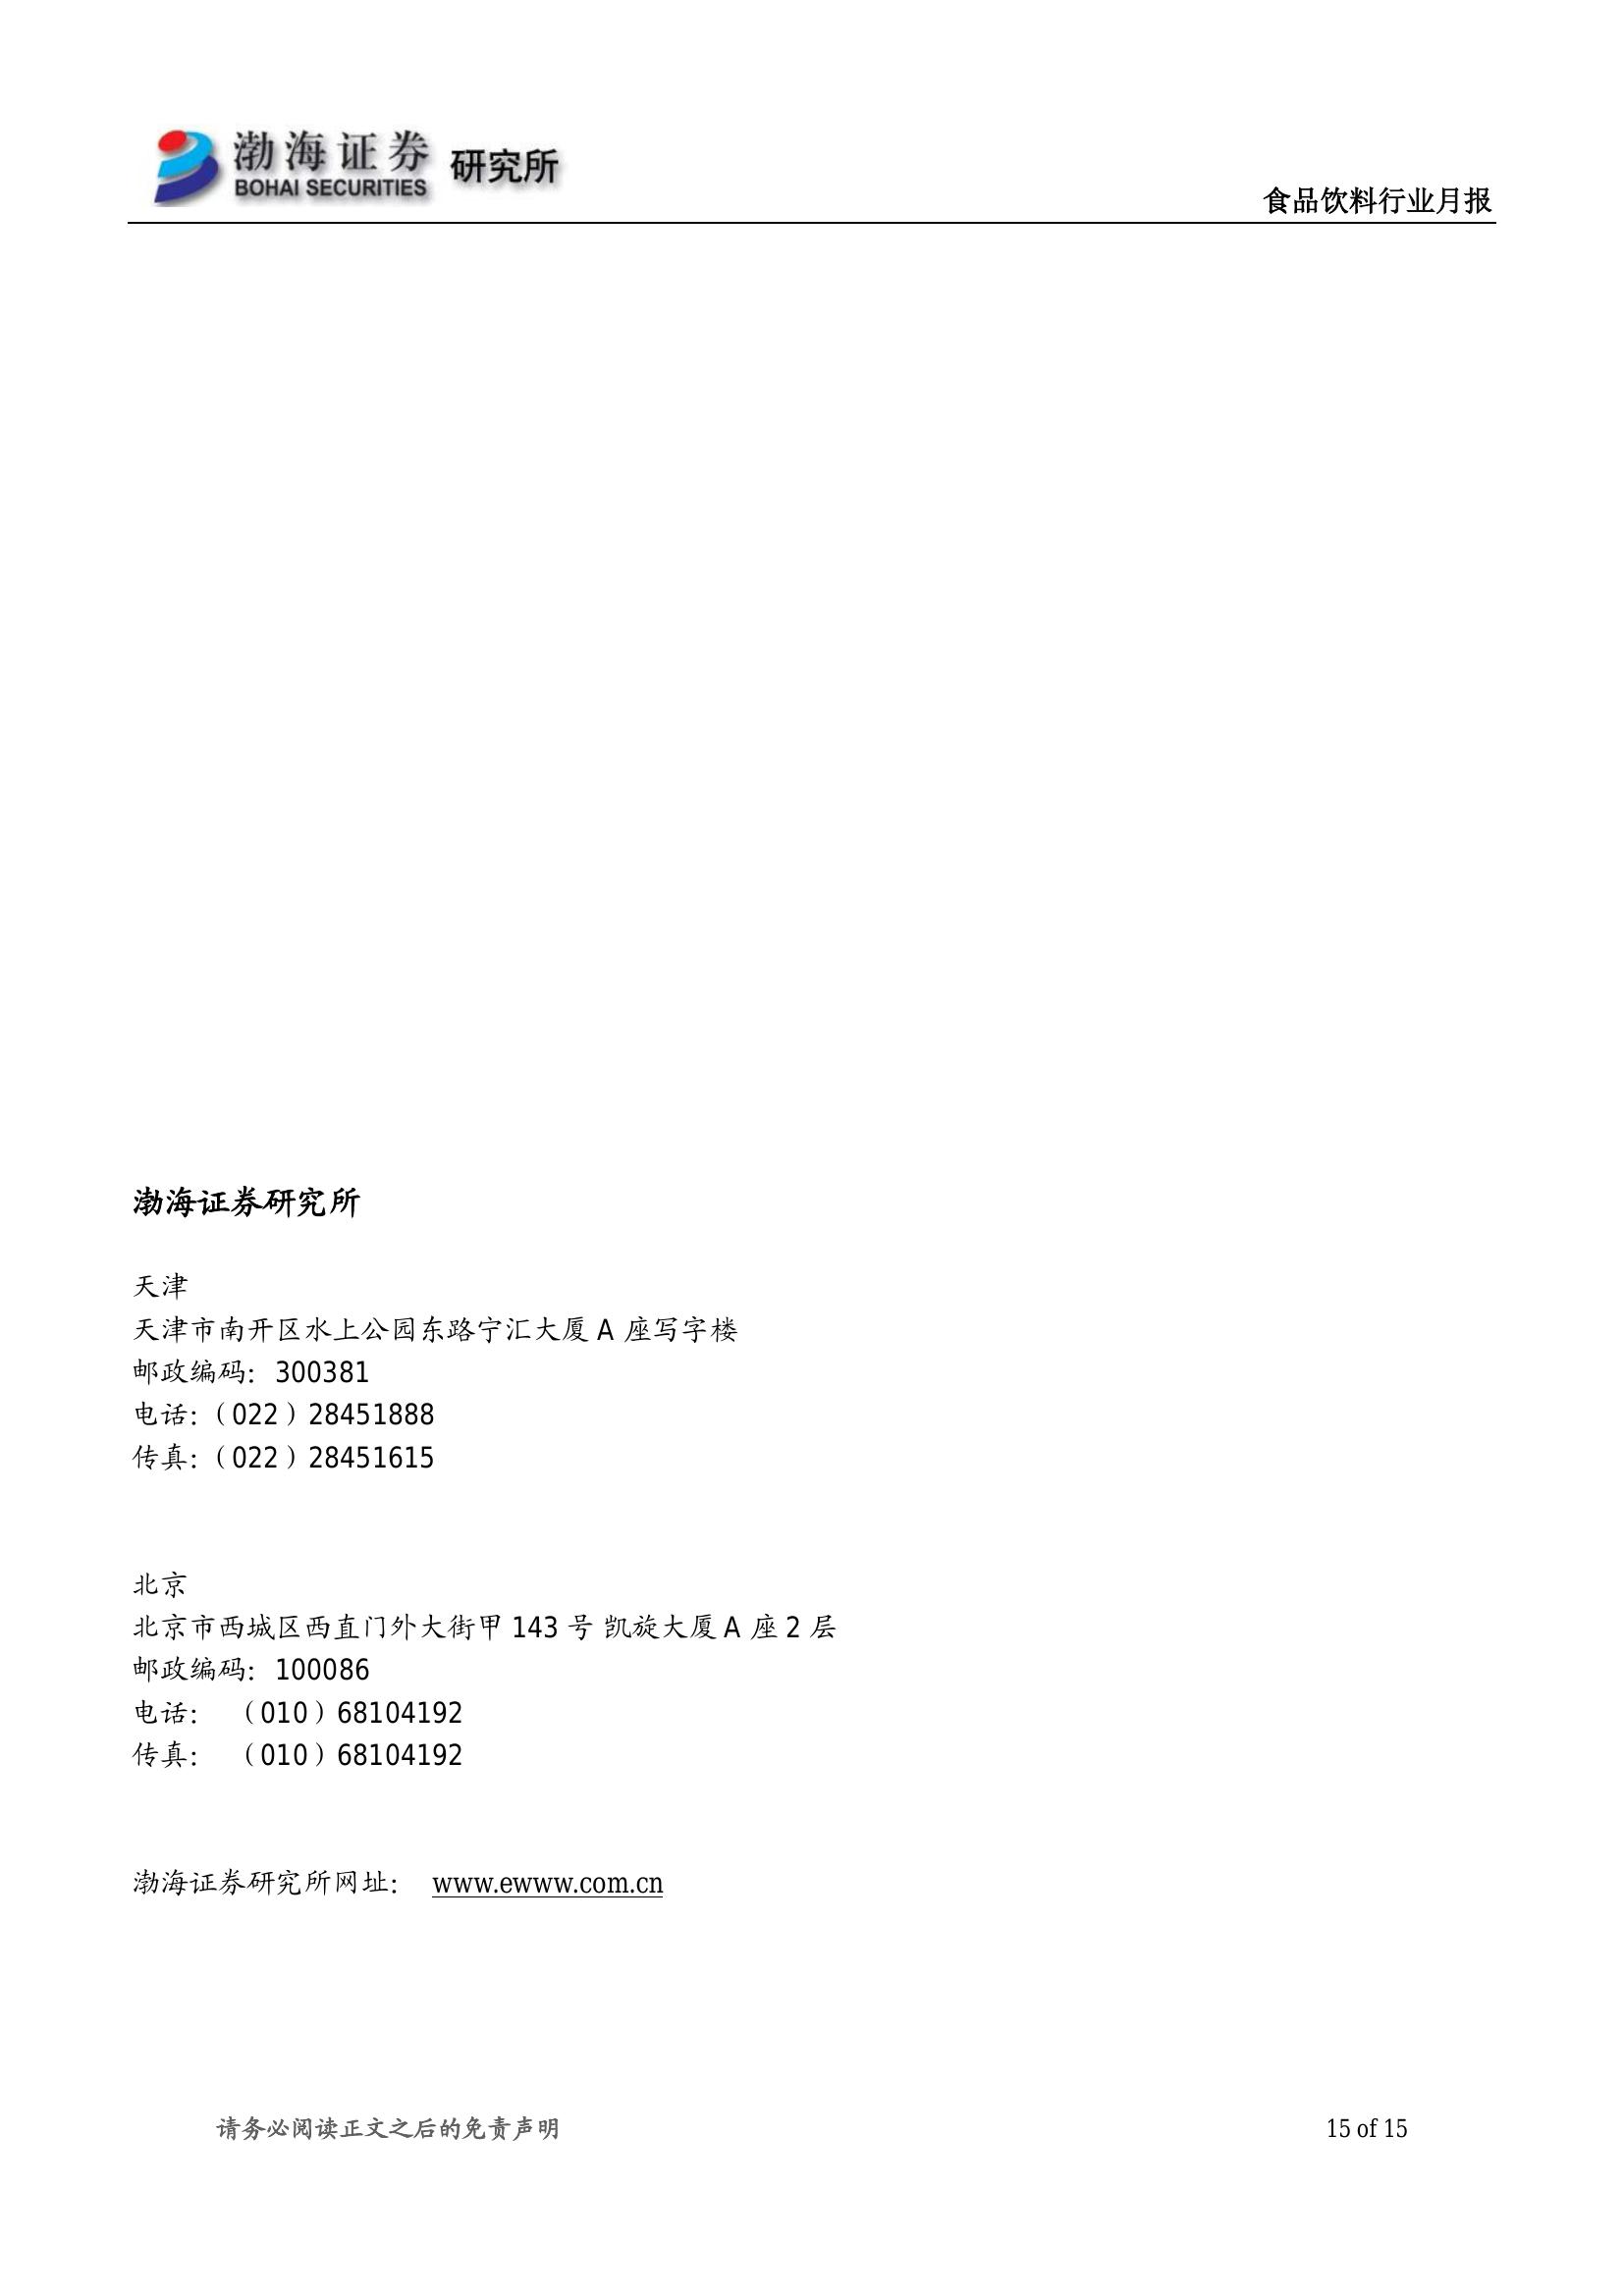 渤海证券 研究所
BOHAI SECURITIES
食品饮料行业月报
渤海证券研究所
天津
天津市南开区水上公园东路宁汇大厦 A 座写字楼
邮政编码：300381
电话：（022）28451888
传真：（022）28451615
北京
北京市西城区西直门外大街甲 143 号 凯旋大厦 A 座 2 层
邮政编码：100086
电话： （010）68104192
传真： （010）68104192
渤海证券研究所网址： www.ewww.com.cn
请务必阅读正文之后的免责声明 15 of 15